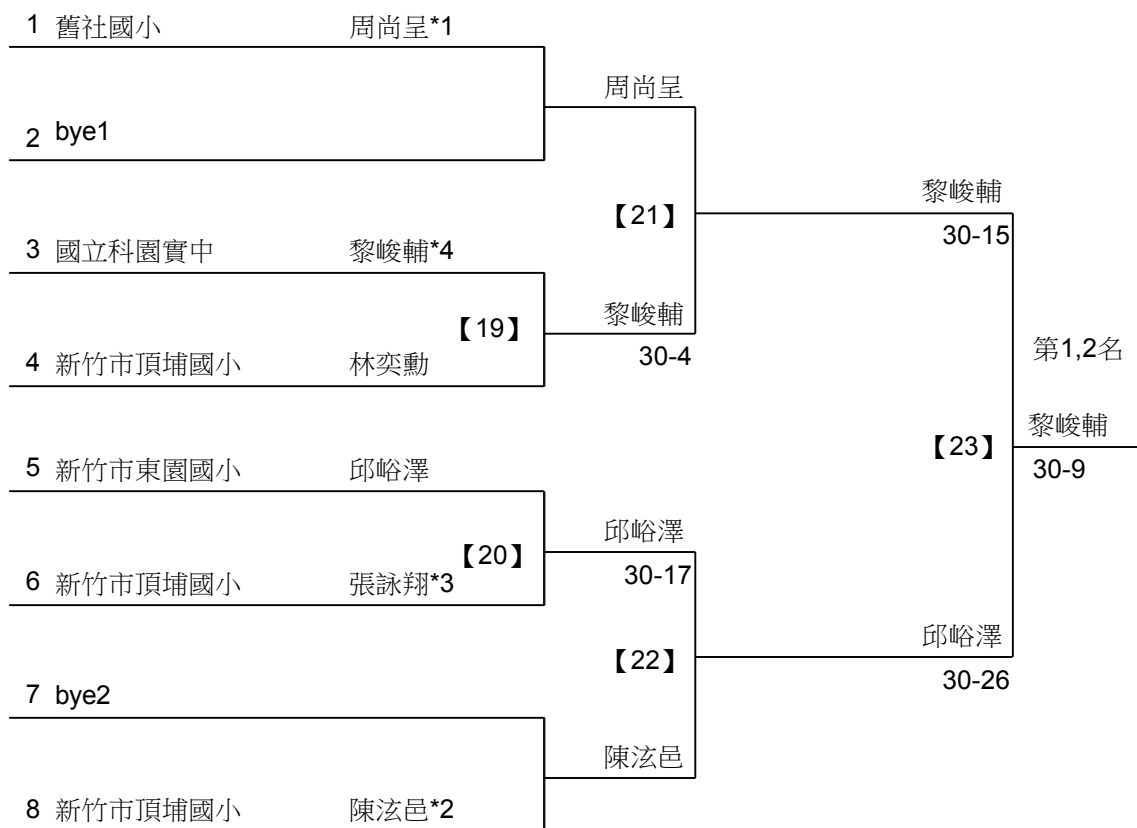 1 舊社國小 周尚呈*1
周尚呈
2 bye1
黎峻輔
【21】
30-15
3 國立科園實中 黎峻輔*4
黎峻輔
【19】
30-4
第1,2名
4 新竹市頂埔國小 林奕勳
黎峻輔
【23】
30-9
5 新竹市東園國小 邱峪澤
邱峪澤
【20】
30-17
6 新竹市頂埔國小 張詠翔*3
邱峪澤
【22】
30-26
7 bye2
陳泫邑
8 新竹市頂埔國小 陳泫邑*2